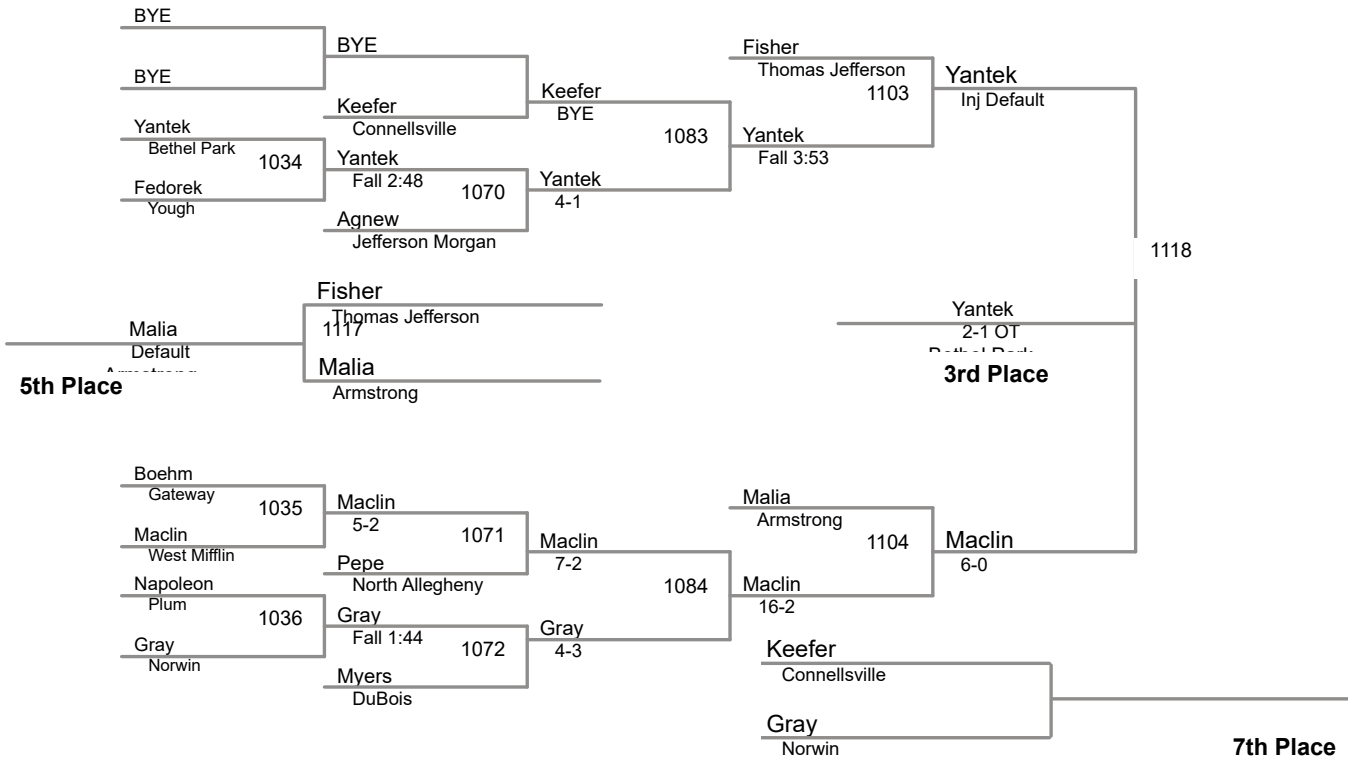 BYE
BYE
BYE
Keefer
Connellsville
Yantek
Bethel Park
1034
Fedorek
Yough
Yantek
Fall 2:48
1070
Agnew
Jefferson Morgan
Keefer
BYE
1083
Yantek
4-1
Fisher
Thomas Jefferson
1103
Yantek
Fall 3:53
Yantek
Inj Default
1118
Fisher
Thomas Jefferson
1117
Malia
Armstrong
Malia
Default
Armstrong
5th Place
Yantek
2-1 OT
Bethel Park
3rd Place
Boehm
Gateway
1035
Maclin
West Mifflin
Napoleon
Plum
1036
Gray
Norwin
Maclin
5-2
1071
Pepe
North Allegheny
Gray
Fall 1:44
1072
Myers
DuBois
Maclin
7-2
1084
Gray
4-3
Malia
Armstrong
1104
Maclin
16-2
Maclin
6-0
Keefer
Connellsville
Gray
Norwin
7th Place